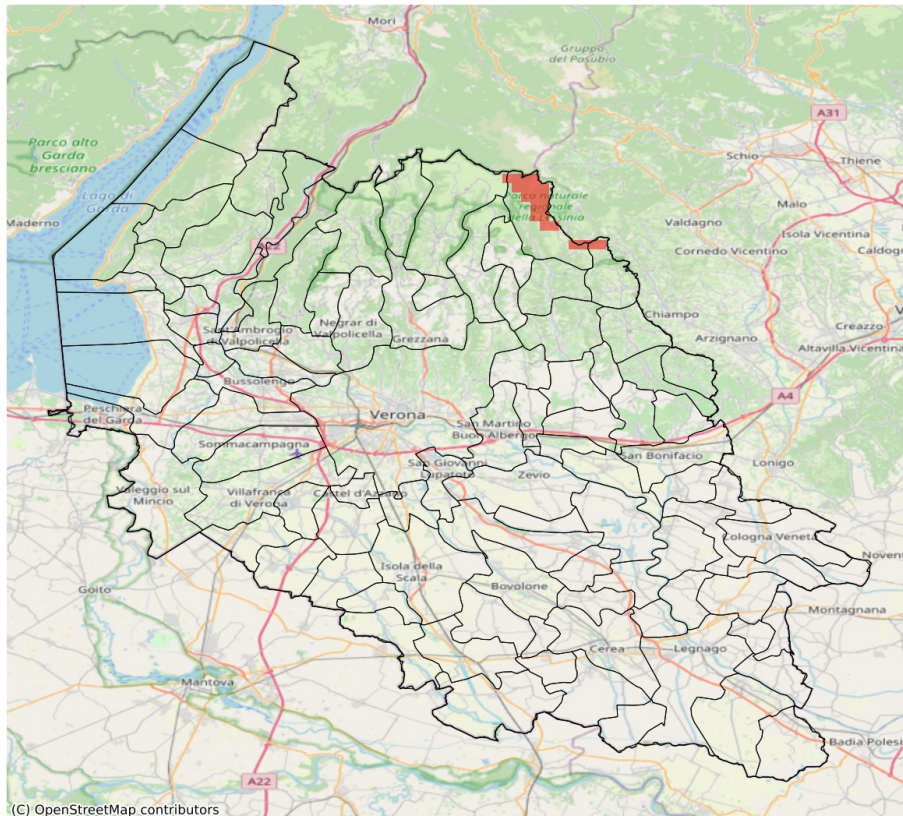 Mori
Gruppo
del Pasubio
A31
Parco alto
Garda
bresciano
Schio
Thiene
Lago di
Garda
Malo
Maderno
Valdagno
Isola Vicentina
Cornedo Vicentino
Caldogn
Chiampo
Sant'Ambrogio
di Valpolicella
Negrar di
Valpolicella
Grezzana
Arzignano
Creazzo
Altavilla Vicentina
Bussolengo
A4
Peschiera
del Garda
Verona
San Martino
Buon Albergo
Sommacampagna
San Giovanni
Lupatoto
Zevio
San Bonifacio
Lonigo
Valeggio sul
Mincio
Villafranca
di Verona
Castel d'Azzano
Cologna Veneta
Isola della
Scala
Goito
Bovolone
Montagnana
Cerea
Legnago
Mantova
Badia Polesi
A22
(C) OpenStreetMap contributors